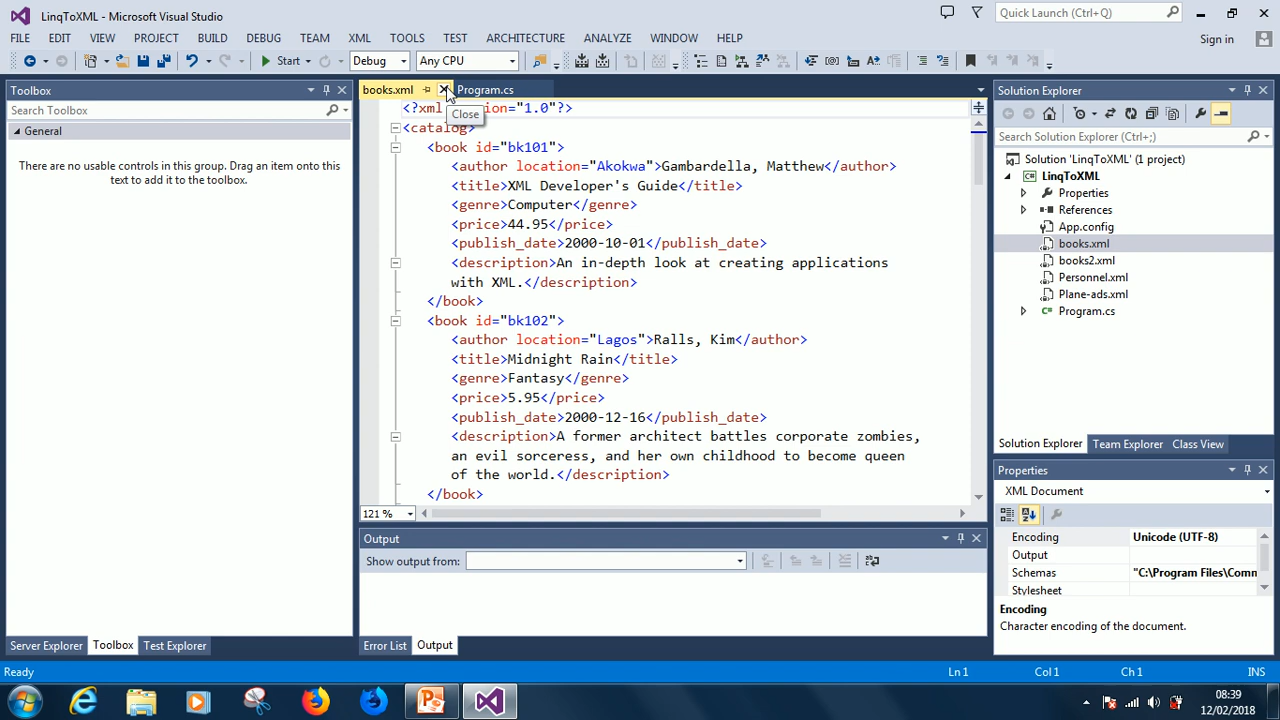 LinqToXML - Microsoft Visual Studio
Quick Launch (Ctrl+Q)
FILE EDIT VIEW PROJECT BUILD DEBUG TEAM XML TOOLS TEST ARCHITECTURE ANALYZE WINDOW HELP
Sign in
Start Debug Any CPU
Toolbox
Search Toolbox
General
There are no usable controls in this group. Drag an item onto this
text to add it to the toolbox.
Server Explorer Toolbox Test Explorer
books.xml Program.cs
Close
<?xml ion="1.0"?>
<catalog>
<book id="bk101">
<author location="Akokwa">Gambardella, Matthew</author>
<title>XML Developer's Guide</title>
<genre>Computer</genre>
<price>44.95</price>
<publish_date>2000-10-01</publish_date>
<description>An in-depth look at creating applications
with XML.</description>
</book>
<book id="bk102">
<author location="Lagos">Ralls, Kim</author>
<title>Midnight Rain</title>
<genre>Fantasy</genre>
<price>5.95</price>
<publish_date>2000-12-16</publish_date>
<description>A former architect battles corporate zombies,
an evil sorceress, and her own childhood to become queen
of the world.</description>
</book>
121 %
Output
Show output from:
Error List Output
Solution Explorer
Search Solution Explorer (Ctrl+;)
Solution 'LinqToXML' (1 project)
LinqToXML
Properties
References
App.config
books.xml
books2.xml
Personnel.xml
Plane-ads.xml
Program.cs
Solution Explorer Team Explorer Class View
Properties
XML Document
Encoding Unicode (UTF-8)
Output
Schemas "C:\Program Files\Comn
Stylesheet
Encoding
Character encoding of the document.
Ready Ln 1 Col 1 Ch 1 INS
08:39
12/02/2018